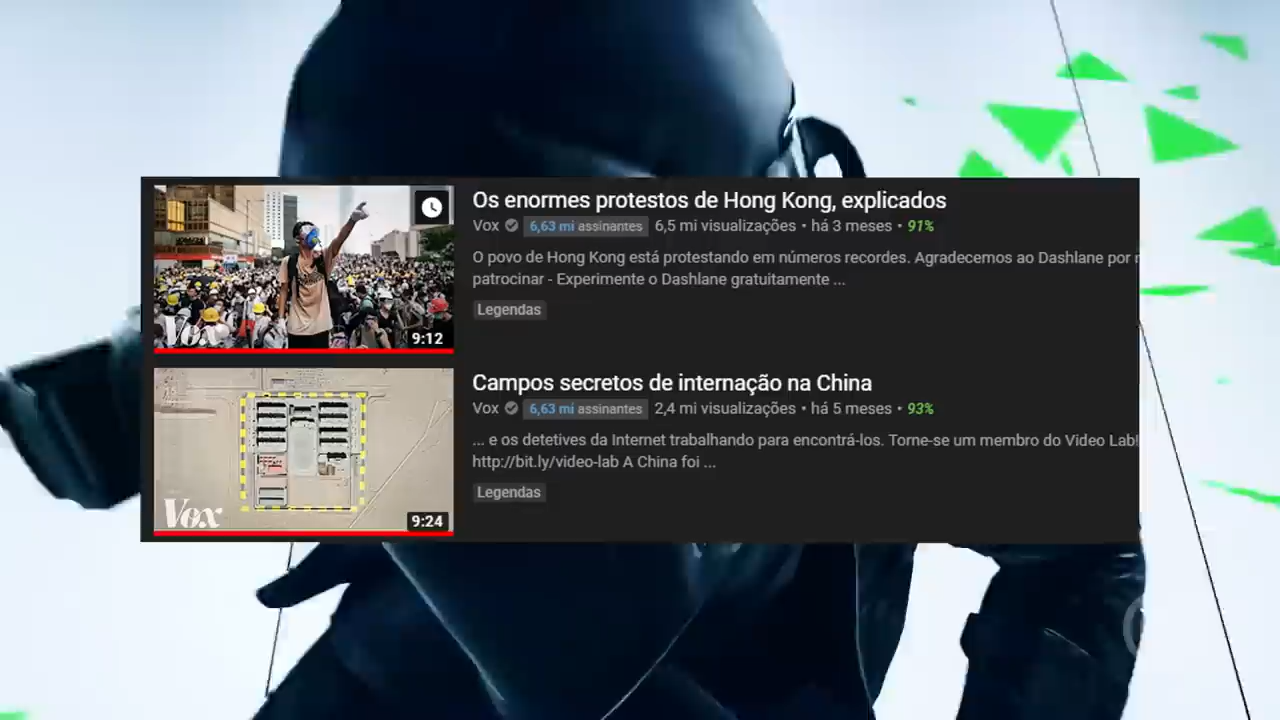 Os enormes protestos de Hong Kong, explicados
Vox 6,63 mi assinantes 6,5 mi visualizações • há 3 meses • 91%
O povo de Hong Kong está protestando em números recordes. Agradecemos ao Dashlane por
patrocinar - Experimente o Dashlane gratuitamente ...
Legendas
Vox
9:12
Campos secretos de internação na China
Vox 6,63 mi assinantes 2,4 mi visualizações • há 5 meses • 93%
... e os detetives da Internet trabalhando para encontrá-los. Torne-se um membro do Video Lab!
http://bit.ly/video-lab A China foi ...
Legendas
Vox
9:24